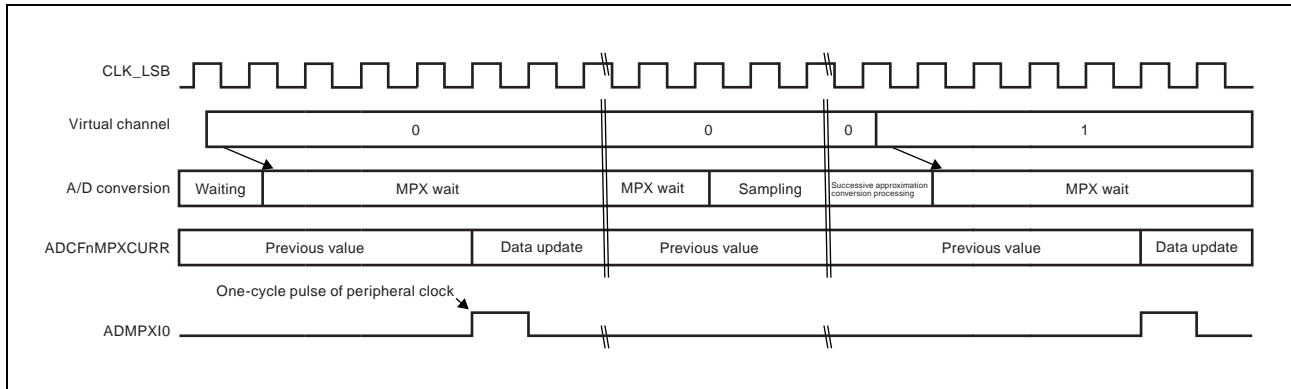 CLK_LSB
Virtual channel 0 0 0 1
A/D conversion Waiting MPX wait MPX wait Sampling Successive approximation conversion processing MPX wait
ADCFnMPXCURR Previous value Data update Previous value Previous value Data update
One-cycle pulse of peripheral clock
ADMPXI0